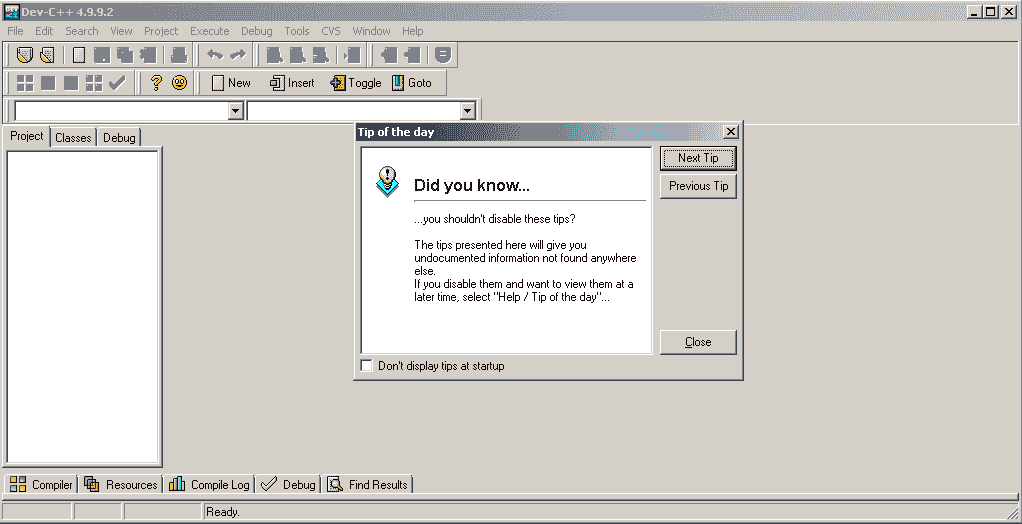 Dev-C++ 4.9.9.2
File Edit Search View Project Execute Debug Tools CVS Window Help
New Insert Toggle Goto
Project Classes Debug
Tip of the day
Next Tip
Previous Tip
Did you know...
...you shouldn't disable these tips?
The tips presented here will give you
undocumented information not found anywhere
else.
If you disable them and want to view them at a
later time, select "Help / Tip of the day"...
Close
Don't display tips at startup
Compiler Resources Compile Log Debug Find Results
Ready.